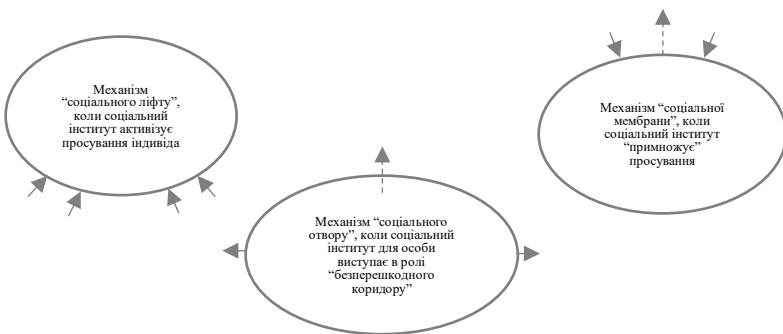 Механізм
“соціального ліфту”,
коли соціальний
інститут активізує
просування індивіда
Механізм “соціального
отвору”, коли соціальний
інститут для особи
виступає в ролі
“безперешкодного
коридору”
Механізм “соціальної
мембрани”, коли
соціальний інститут
“примножує”
просування